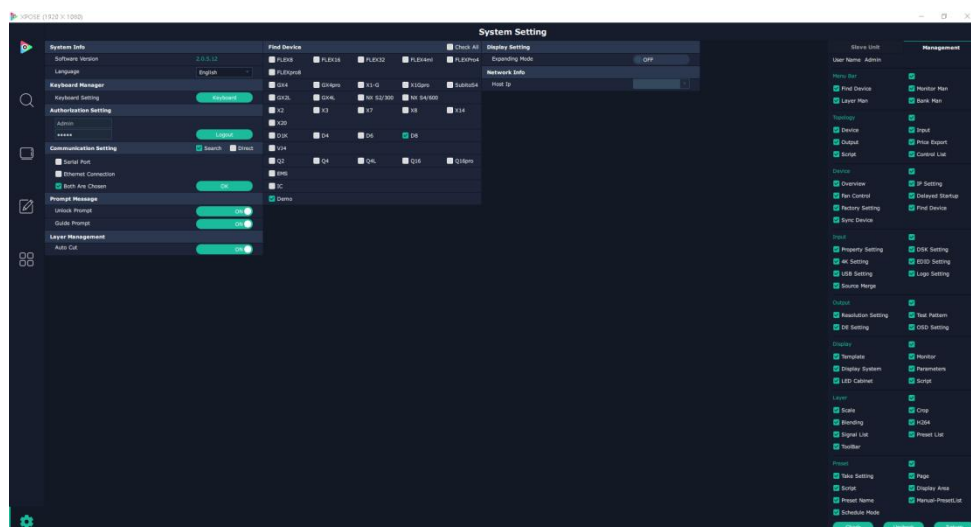 XPOSE (1920 X 1080)
System Setting
System Info
Software Version 2.0.5.12
Language English
Keyboard Manager
Keyboard Setting Keyboard
Authorization Setting
Admin
***** Logout
Communication Setting Search Direct
Serial Port
Ethernet Connection
Both Are Chosen OK
Prompt Message
Unlock Prompt ON
Guide Prompt ON
Layer Management
Auto Cut ON
Find Device Check All
FLEX8 FLEX16 FLEX32 FLEX4ml FLEXPro4
FLEXpro8
GX4 GX4pro X1-G X1Gpro
GX2L GX4L NX S2/300 NX S4/600
X2 X3 X7 X8 X14
X20
D1K D4 D6 D8
V34
Q2 Q4 Q4L Q16 Q16pro
EMS
IC
Demo
Display Setting
Expanding Mode OFF
Network Info
Host Ip
Slave Unit Management
User Name Admin
Menu Bar
Find Device Monitor Man
Layer Man Bank Man
Topology
Device Input
Output Price Export
Script Control List
Device
Overview IP Setting
Fan Control Delayed Startup
Factory Setting Find Device
Sync Device
Input
Property Setting DSK Setting
4K Setting EDID Setting
USB Setting Logo Setting
Source Merge
Output
Resolution Setting Test Pattern
DE Setting OSD Setting
Display
Template Monitor
Display System Parameters
LED Cabinet Script
Layer
Scale Crop
Blending H264
Signal List Preset List
ToolBar
Preset
Take Setting Page
Script Display Area
Preset Name Manual-PresetList
Schedule Mode